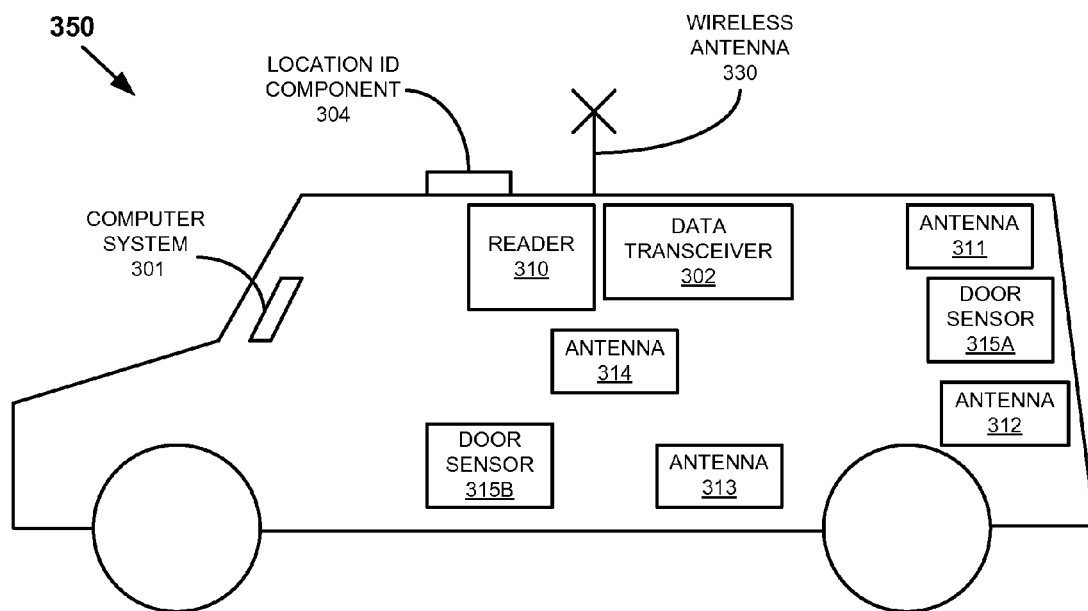 350
WIRELESS
ANTENNA
330
LOCATION ID
COMPONENT
304
COMPUTER
SYSTEM
301
READER
310
DATA
TRANSCEIVER
302
ANTENNA
311
DOOR
SENSOR
315A
ANTENNA
314
ANTENNA
312
DOOR
SENSOR
315B
ANTENNA
313